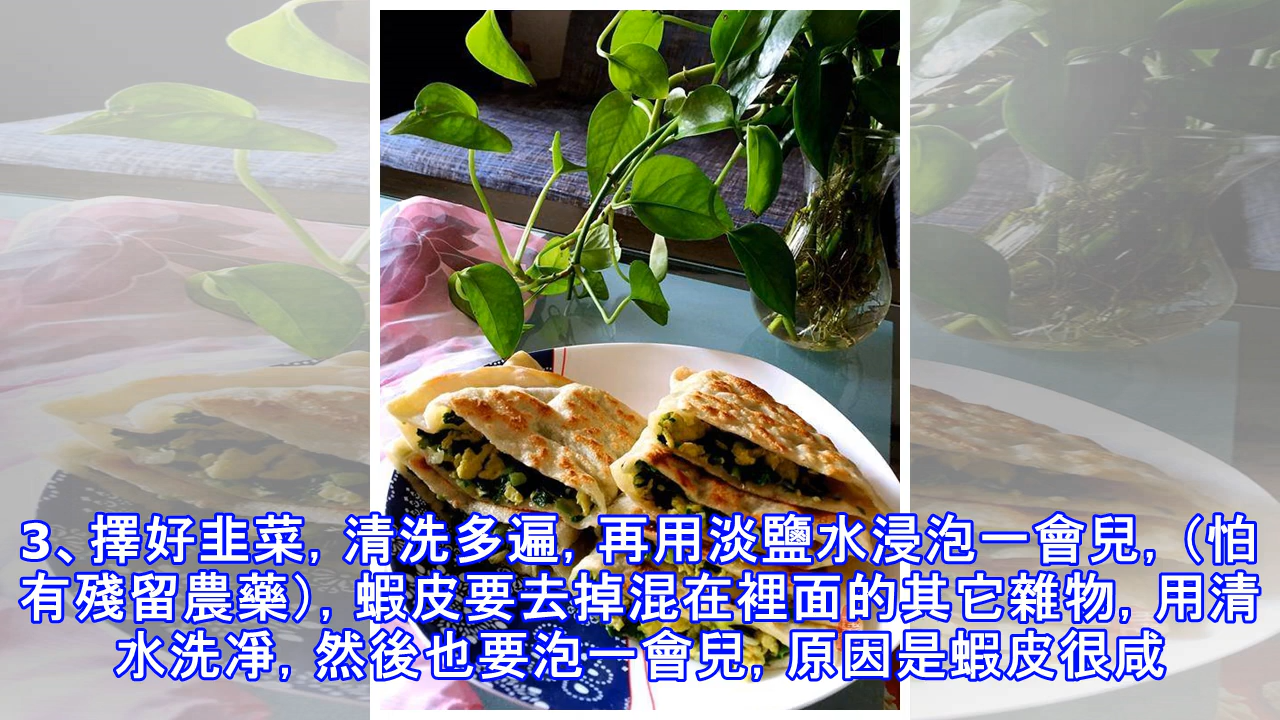 3、擇好韭菜, 清洗多遍, 再用淡鹽水浸泡一會兒, (怕
有殘留農藥), 蝦皮要去掉混在裡面的其它雜物, 用清
水洗凈, 然後也要泡一會兒, 原因是蝦皮很咸